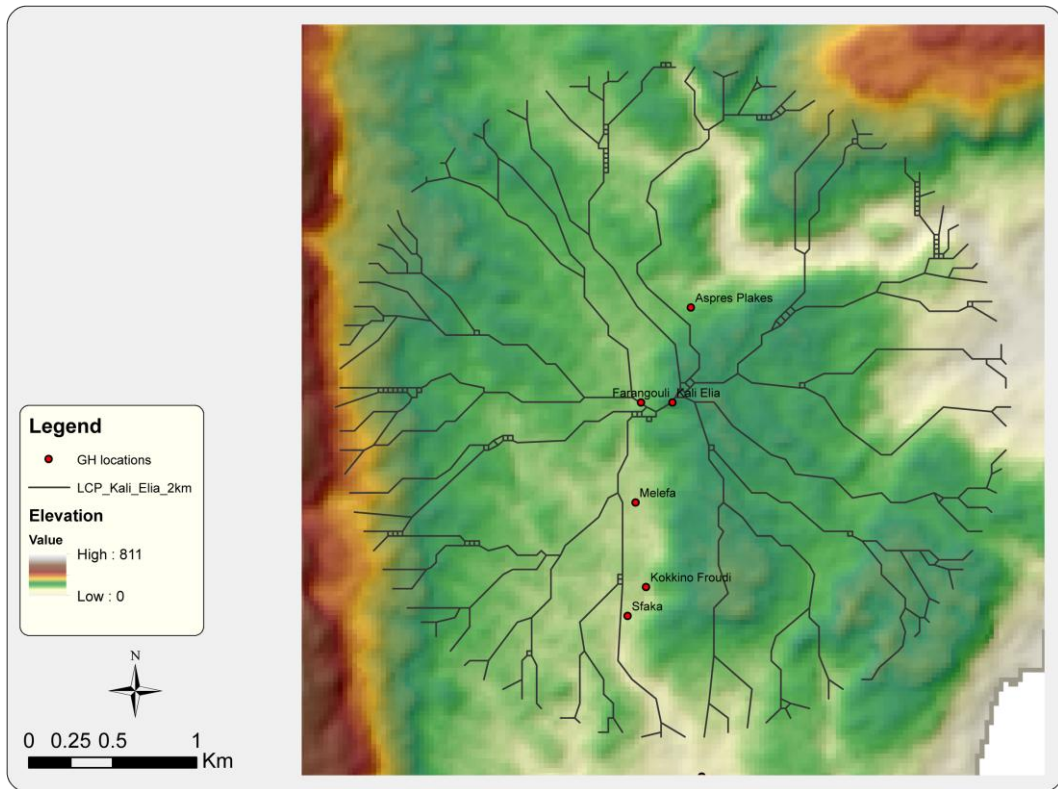 Aspres Plakes
Farangouli Kali Elia
Melefa
Kokkino Froudi
Sfaka
Legend
GH locations
LCP_Kali_Elia_2km
Elevation
Value
High : 811
Low : 0
N
0 0.25 0.5 1
Km